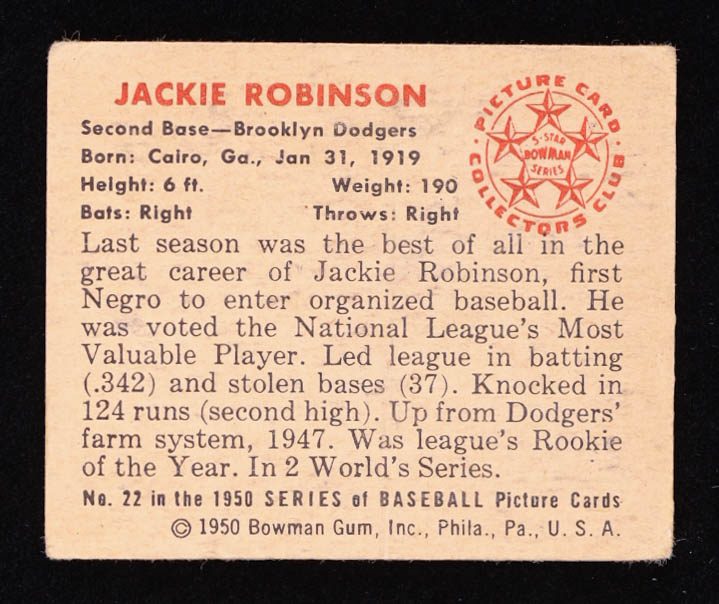 JACKIE ROBINSON
Second Base—Brooklyn Dodgers
Born: Cairo, Ga., Jan 31, 1919
Height: 6 ft. Weight: 190
Bats: Right Throws: Right
PICTURE CARD
COLLECTORS CLUB
5-STAR
BOWMAN
SERIES
Last season was the best of all in the
great career of Jackie Robinson, first
Negro to enter organized baseball. He
was voted the National League's Most
Valuable Player. Led league in batting
(.342) and stolen bases (37). Knocked in
124 runs (second high). Up from Dodgers'
farm system, 1947. Was league's Rookie
of the Year. In 2 World's Series.
No. 22 in the 1950 SERIES of BASEBALL Picture Cards
© 1950 Bowman Gum, Inc., Phila., Pa., U. S. A.